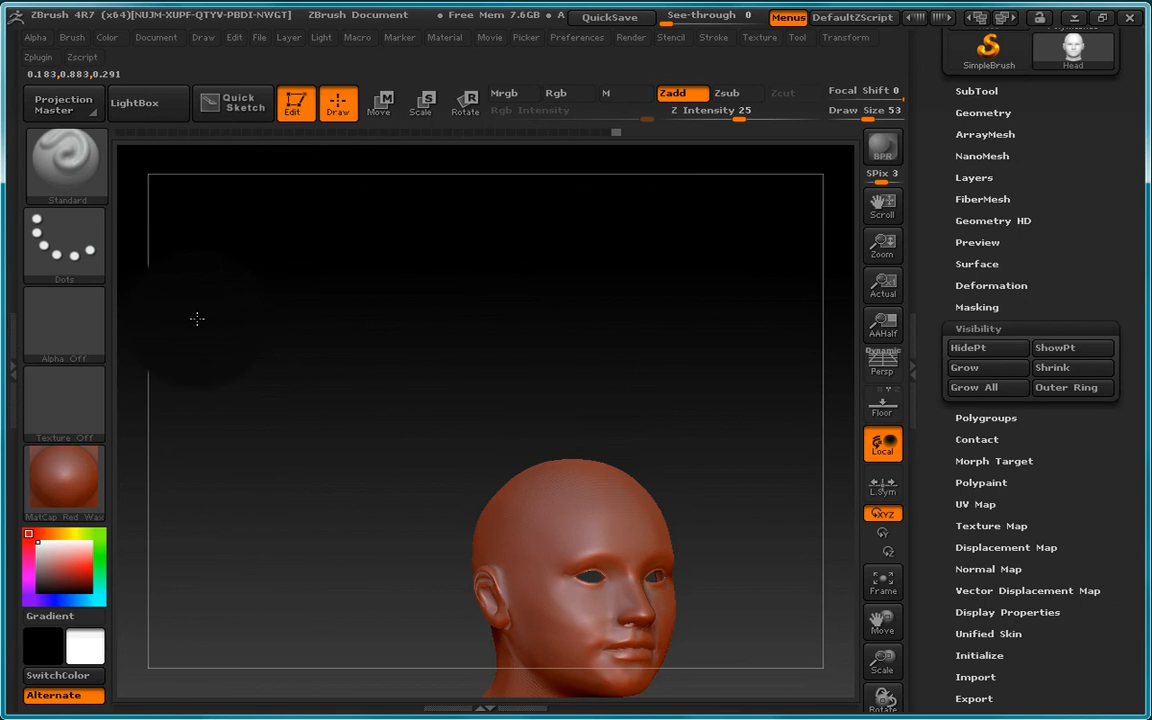 ZBrush 4R7 (x64)[NUJM-XUPF-QTYV-PBDI-NWGT] ZBrush Document • Free Mem 7.6GB • A QuickSave See-through 0 Menus DefaultZScript
Alpha Brush Color Document Draw Edit File Layer Light Macro Marker Material Movie Picker Preferences Render Stencil Stroke Texture Tool Transform
Zplugin Zscript
0.183,0.883,0.291
Projection Master
LightBox
Quick Sketch
Edit
Draw
Move
Scale
Rotate
Mrgb Rgb M
Rgb Intensity
Zadd Zsub Zcut
Z Intensity 25
Focal Shift 0
Draw Size 53
Standard
Dots
Alpha Off
Texture Off
MatCap Red Wax
Gradient
SwitchColor
Alternate
BPR
SPix 3
Scroll
Zoom
Actual
AAHalf
Dynamic
Persp
Floor
Local
L.Sym
XYZ
Y
Z
Frame
Move
Scale
Rotate
SimpleBrush
Head
SubTool
Geometry
ArrayMesh
NanoMesh
Layers
FiberMesh
Geometry HD
Preview
Surface
Deformation
Masking
Visibility
HidePt ShowPt
Grow Shrink
Grow All Outer Ring
Polygroups
Contact
Morph Target
Polypaint
UV Map
Texture Map
Displacement Map
Normal Map
Vector Displacement Map
Display Properties
Unified Skin
Initialize
Import
Export